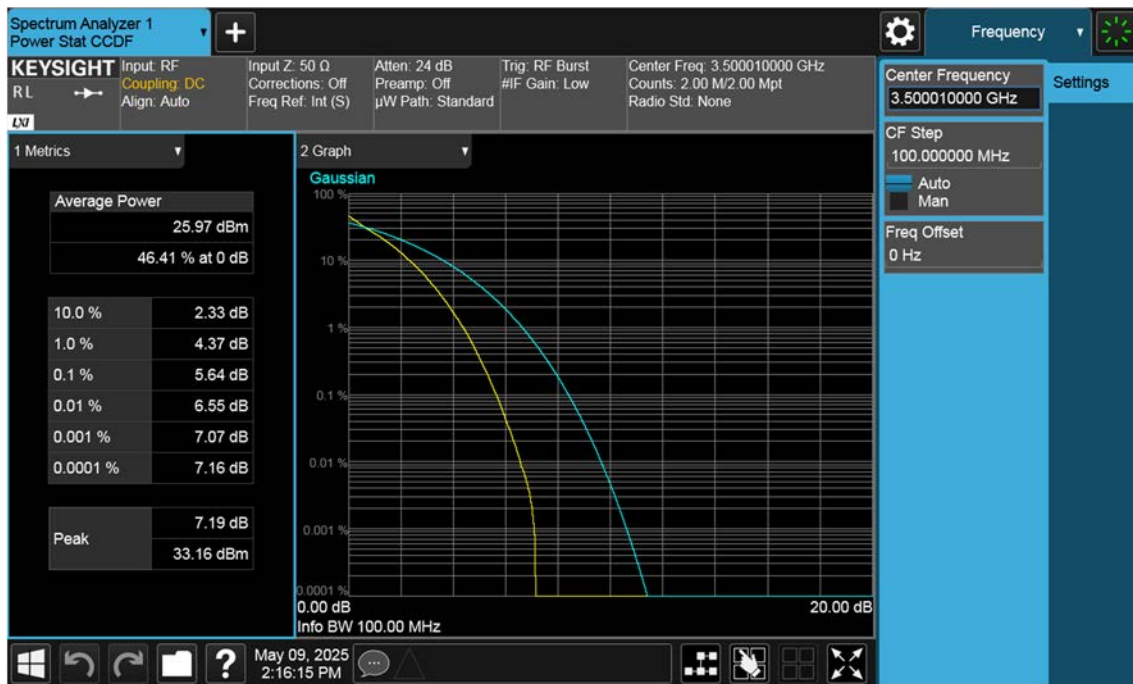 Spectrum Analyzer 1
Power Stat CCDF
Frequency
KEYSIGHT
R L
LXI
Input: RF
Coupling: DC
Align: Auto
Input Z: 50 Ω
Corrections: Off
Freq Ref: Int (S)
Atten: 24 dB
Preamp: Off
µW Path: Standard
Trig: RF Burst
#IF Gain: Low
Center Freq: 3.500010000 GHz
Counts: 2.00 M/2.00 Mpt
Radio Std: None
Center Frequency
3.500010000 GHz
Settings
CF Step
100.000000 MHz
Auto
Man
Freq Offset
0 Hz
1 Metrics
Average Power
25.97 dBm
46.41 % at 0 dB
10.0 % 2.33 dB
1.0 % 4.37 dB
0.1 % 5.64 dB
0.01 % 6.55 dB
0.001 % 7.07 dB
0.0001 % 7.16 dB
Peak
7.19 dB
33.16 dBm
2 Graph
Gaussian
100 %
10 %
1 %
0.1 %
0.01 %
0.001 %
0.0001 %
0.00 dB 20.00 dB
Info BW 100.00 MHz
?
May 09, 2025
2:16:15 PM